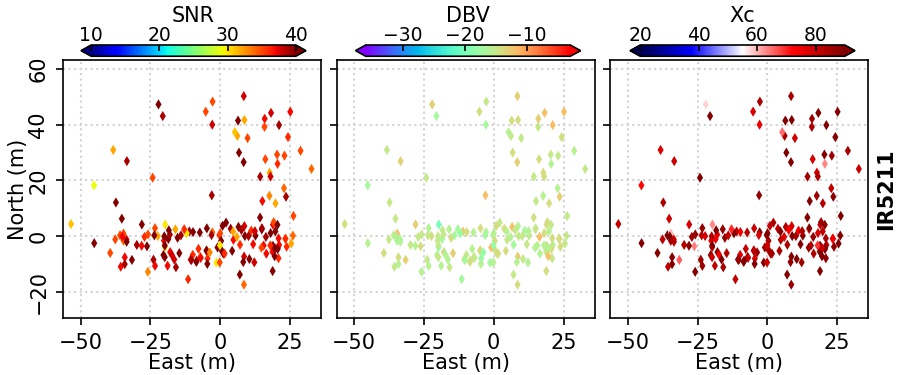 SNR DBV Xc
10 20 30 40 −30 −20 −10 20 40 60 80
60
40
20
0
−20
North (m)
IR5211
−50 −25 0 25 −50 −25 0 25 −50 −25 0 25
East (m) East (m) East (m)